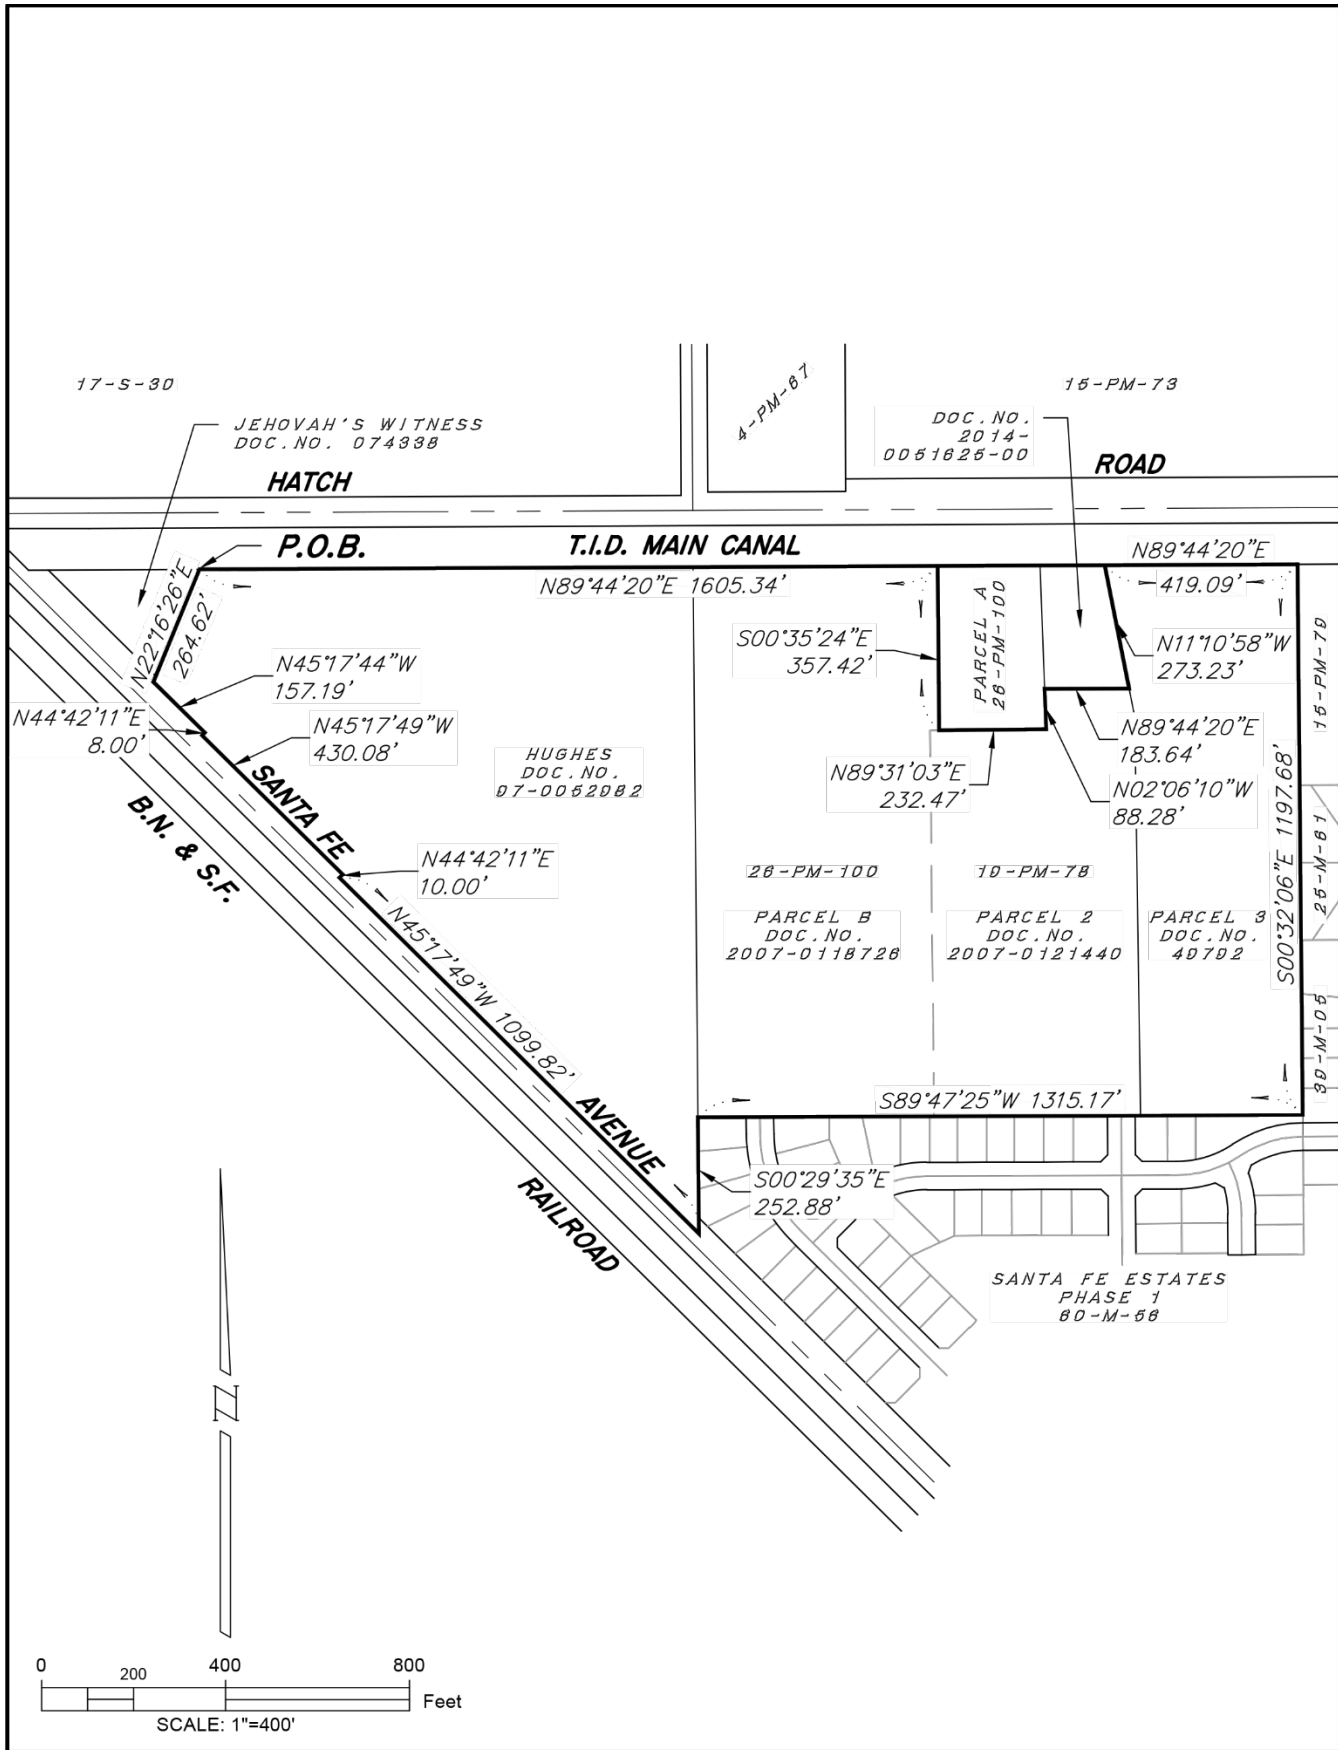 17-S-30
4-PM-67
15-PM-73
JEHOVAH'S WITNESS
DOC.NO. 074338
DOC.NO.
2014-
0051625-00
HATCH
ROAD
P.O.B.
T.I.D. MAIN CANAL
N89°44'20"E
419.09'
N89°44'20"E 1605.34'
N22°16'26"E
264.62'
S00°35'24"E
357.42'
PARCEL A
26-PM-100
N11°10'58"W
273.23'
15-PM-79
N45°17'44"W
157.19'
N44°42'11"E
8.00'
N45°17'49"W
430.08'
N89°44'20"E
183.64'
HUGHES
DOC.NO.
97-0052982
N89°31'03"E
232.47'
N02°06'10"W
88.28'
S00°32'06"E 1197.68'
SANTA FE
B.N. & S.F.
25-M-81
N44°42'11"E
10.00'
26-PM-100
19-PM-78
N45°17'49"W 1099.82'
PARCEL B
DOC.NO.
2007-0118726
PARCEL 2
DOC.NO.
2007-0121440
PARCEL 3
DOC.NO.
49792
39-M-05
S89°47'25"W 1315.17'
AVENUE
RAILROAD
S00°29'35"E
252.88'
SANTA FE ESTATES
PHASE 1
60-M-56
N
0 200 400 800
Feet
SCALE: 1"=400'